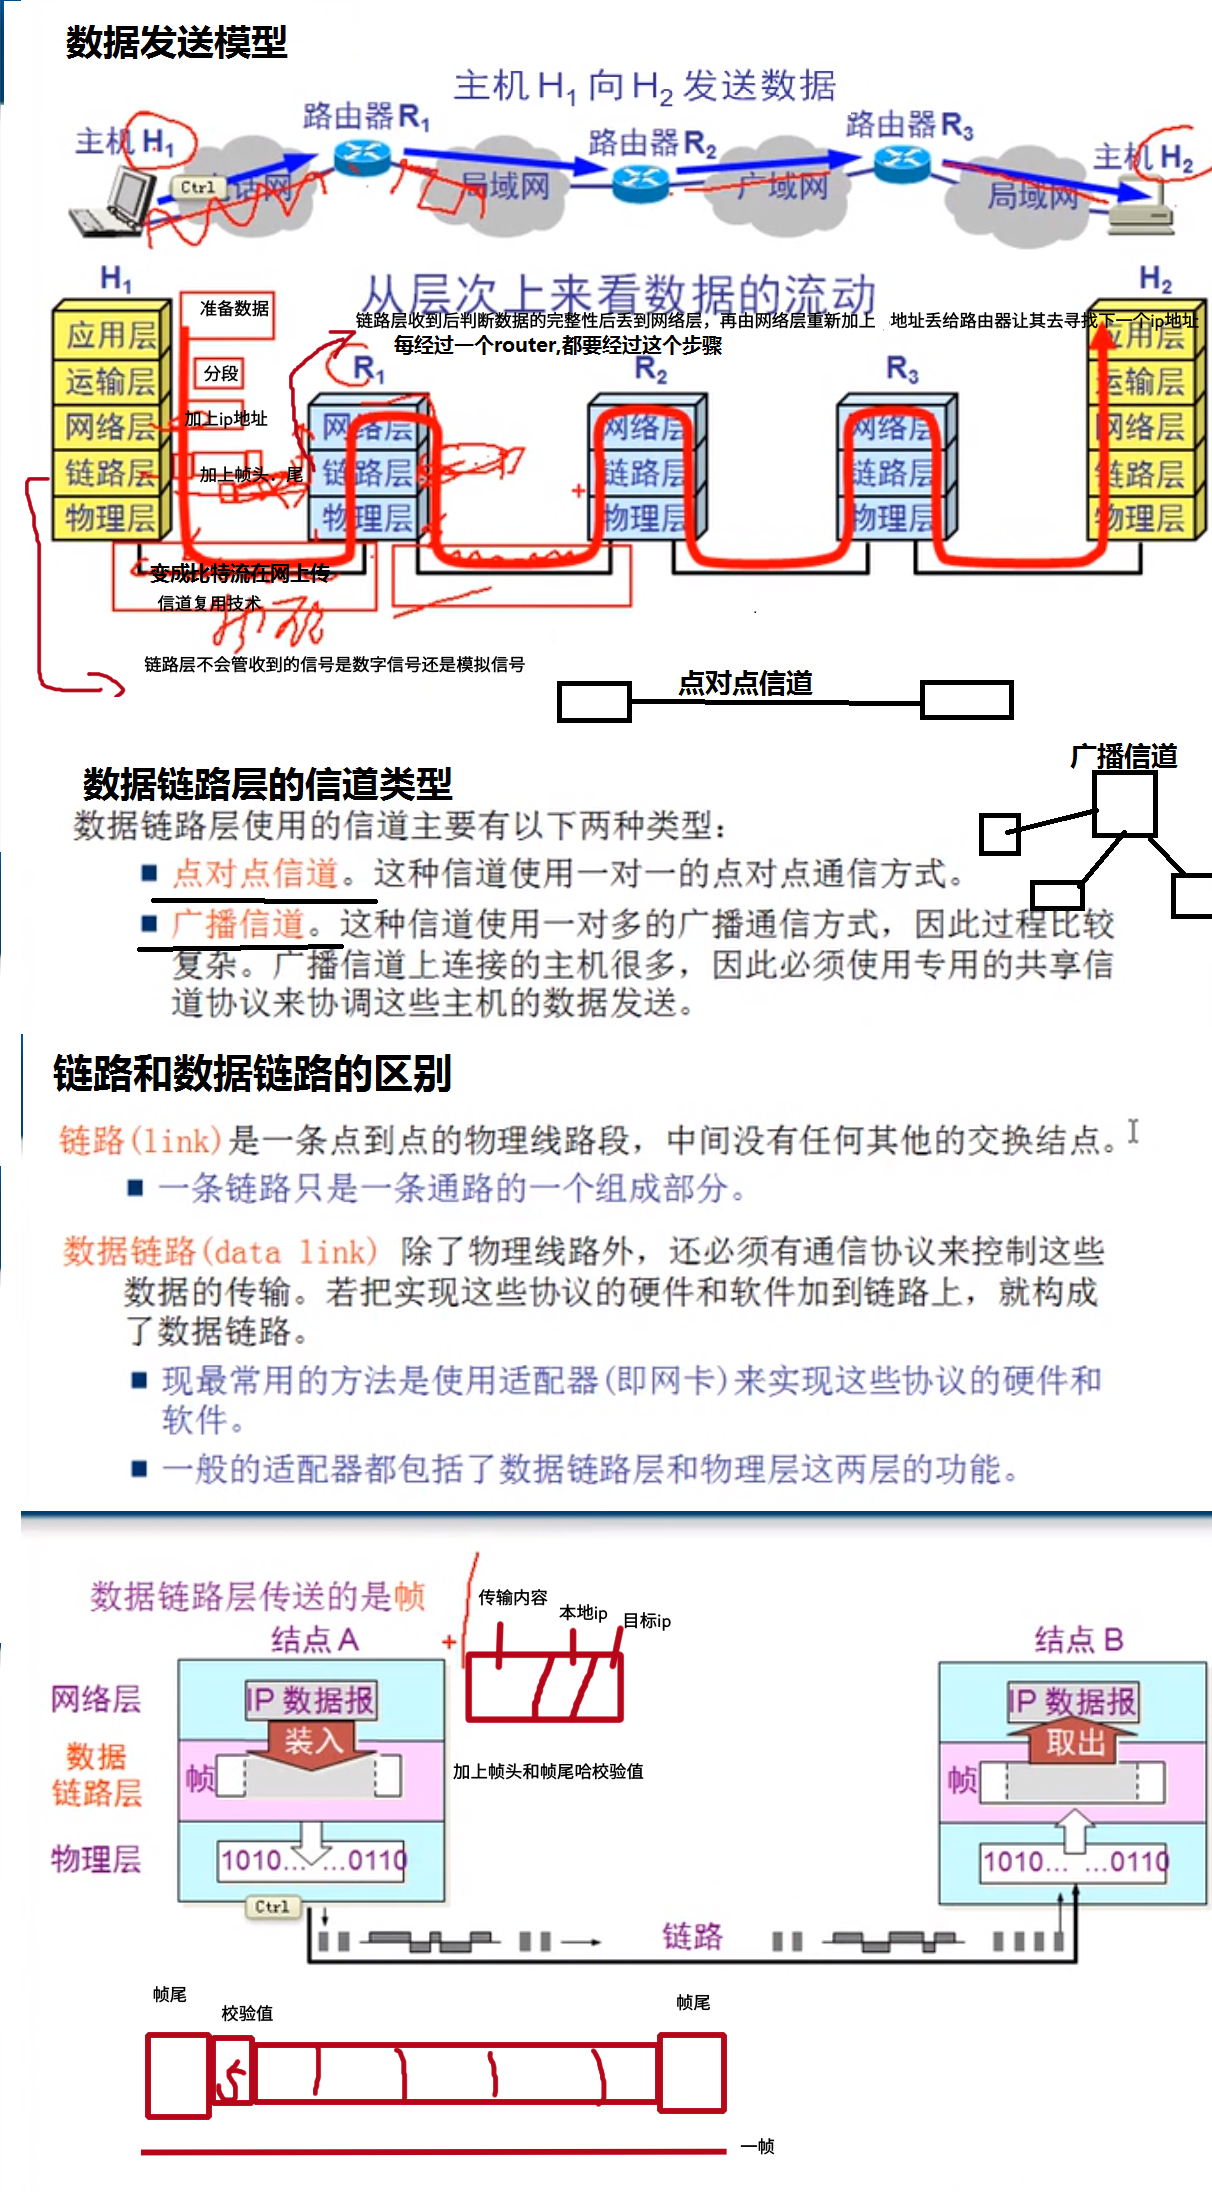 数据发送模型
主机 H1 向 H2 发送数据
主机 H1
路由器 R1
路由器 R2
路由器 R3
主机 H2
Ctrl
电话网
局域网
广域网
局域网
从层次上来看数据的流动
H1
H2
链路层收到后判断数据的完整性后丢到网络层，再由网络层重新加上 地址丢给路由器让其去寻找下一个ip地址
每经过一个router,都要经过这个步骤
R1
R2
R3
应用层
运输层
网络层
链路层
物理层
准备数据
分段
加上ip地址
加上帧头．尾
网络层
链路层
物理层
网络层
链路层
物理层
网络层
链路层
物理层
应用层
运输层
网络层
链路层
物理层
变成比特流在网上传
信道复用技术
链路层不会管收到的信号是数字信号还是模拟信号
点对点信道
广播信道
数据链路层的信道类型
数据链路层使用的信道主要有以下两种类型：
■ 点对点信道。这种信道使用一对一的点对点通信方式。
■ 广播信道。这种信道使用一对多的广播通信方式，因此过程比较
复杂。广播信道上连接的主机很多，因此必须使用专用的共享信
道协议来协调这些主机的数据发送。
链路和数据链路的区别
链路(link)是一条点到点的物理线路段，中间没有任何其他的交换结点。
■ 一条链路只是一条通路的一个组成部分。
数据链路(data link) 除了物理线路外，还必须有通信协议来控制这些
数据的传输。若把实现这些协议的硬件和软件加到链路上，就构成
了数据链路。
■ 现最常用的方法是使用适配器(即网卡)来实现这些协议的硬件和
软件。
■ 一般的适配器都包括了数据链路层和物理层这两层的功能。
数据链路层传送的是帧
传输内容
本地ip
目标ip
结点 A
结点 B
网络层
IP 数据报
装入
数据
链路层
帧
加上帧头和帧尾哈校验值
物理层
1010... ...0110
Ctrl
IP 数据报
取出
帧
1010... ...0110
链路
帧尾
校验值
帧尾
一帧